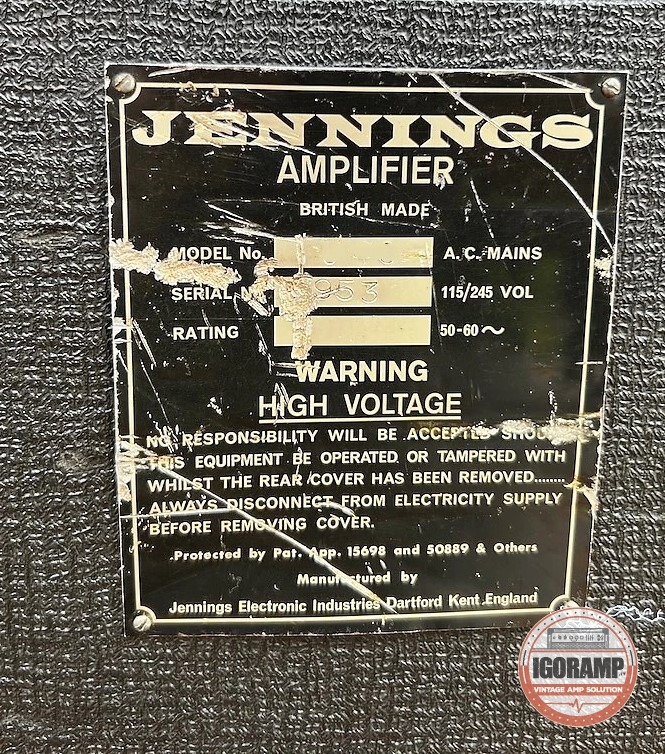 JENNINGS
AMPLIFIER
BRITISH MADE
MODEL No. A.C. MAINS
SERIAL N 953 115/245 VOL
RATING 50-60~
WARNING
HIGH VOLTAGE
NO RESPONSIBILITY WILL BE ACCEPTED SHOU
THIS EQUIPMENT BE OPERATED OR TAMPERED WITH
WHILST THE REAR COVER HAS BEEN REMOVED........
ALWAYS DISCONNECT FROM ELECTRICITY SUPPLY
BEFORE REMOVING COVER.
Protected by Pat. App. 15698 and 50889 & Others
Manufactured by
Jennings Electronic Industries Dartford Kent England
IGORAMP
VINTAGE AMP SOLUTION